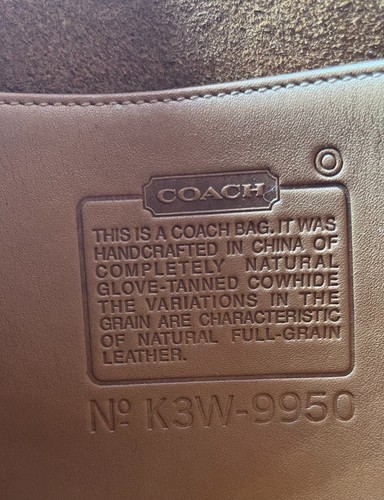 COACH
THIS IS A COACH BAG. IT WAS
HANDCRAFTED IN CHINA OF
COMPLETELY NATURAL
GLOVE-TANNED COWHIDE
THE VARIATIONS IN THE
GRAIN ARE CHARACTERISTIC
OF NATURAL FULL-GRAIN
LEATHER.
Nº K3W-9950